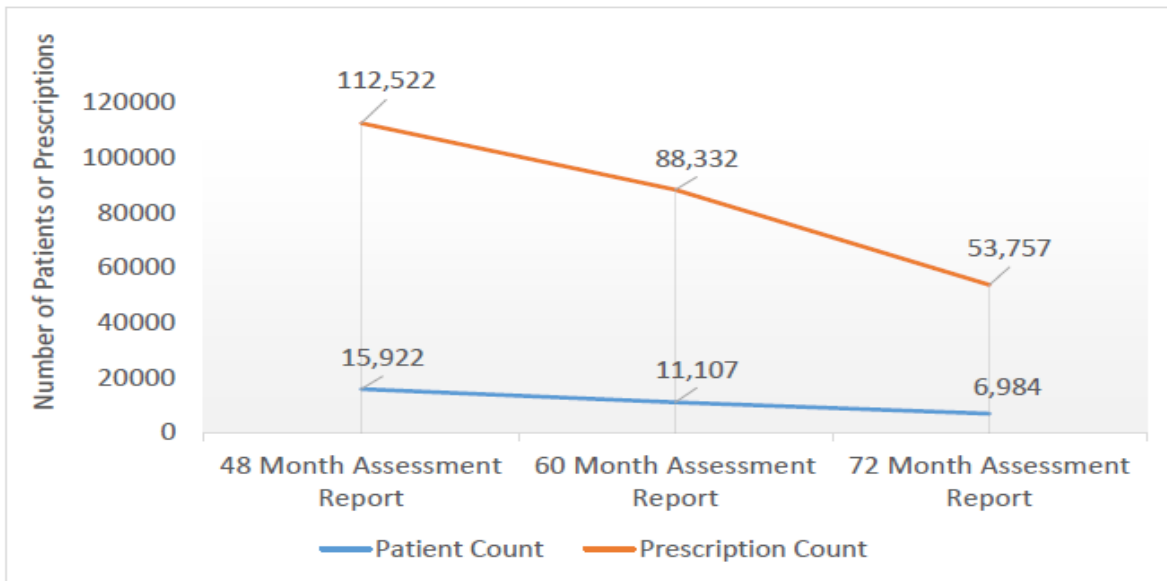 Number of Patients or Prescriptions
120000
100000
80000
60000
40000
20000
0
112,522
88,332
53,757
15,922
11,107
6,984
48 Month Assessment
Report
60 Month Assessment
Report
72 Month Assessment
Report
Patient Count
Prescription Count